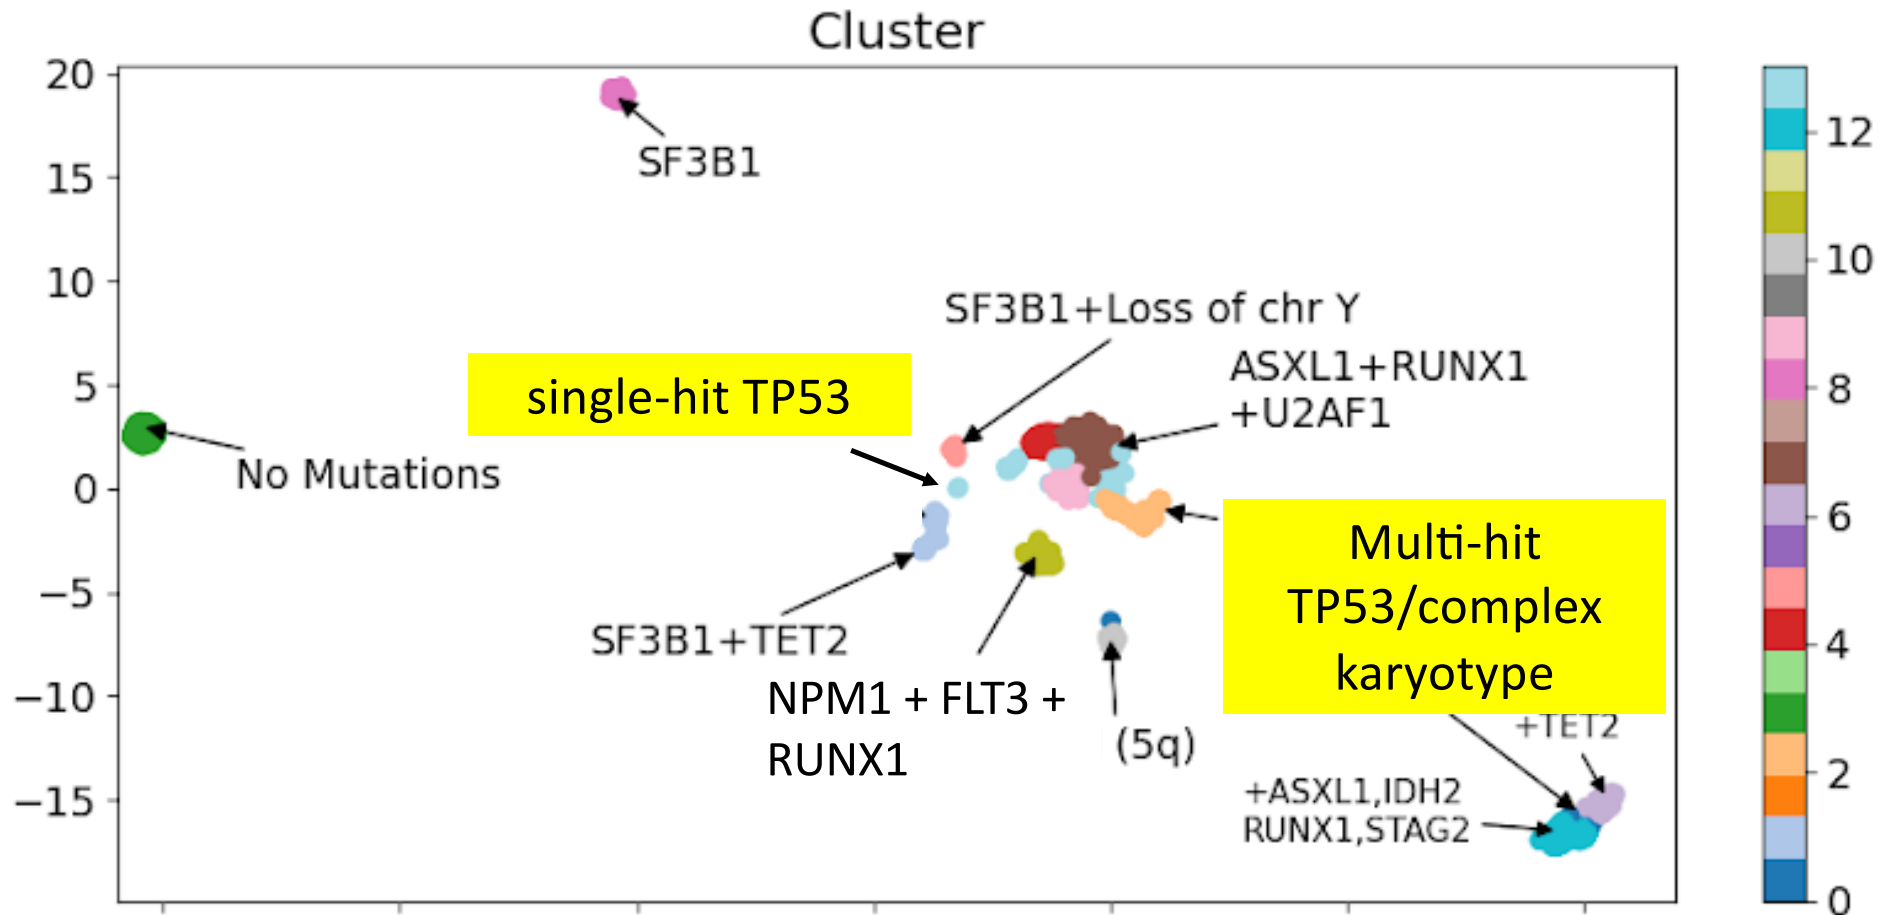 Cluster
20
15
10
5
0
−5
−10
−15
SF3B1
SF3B1+Loss of chr Y
single-hit TP53
ASXL1+RUNX1
+U2AF1
No Mutations
Multi-hit
TP53/complex
karyotype
SF3B1+TET2
NPM1 + FLT3 +
RUNX1
(5q)
+TET2
+ASXL1,IDH2
RUNX1,STAG2
12
10
8
6
4
2
0